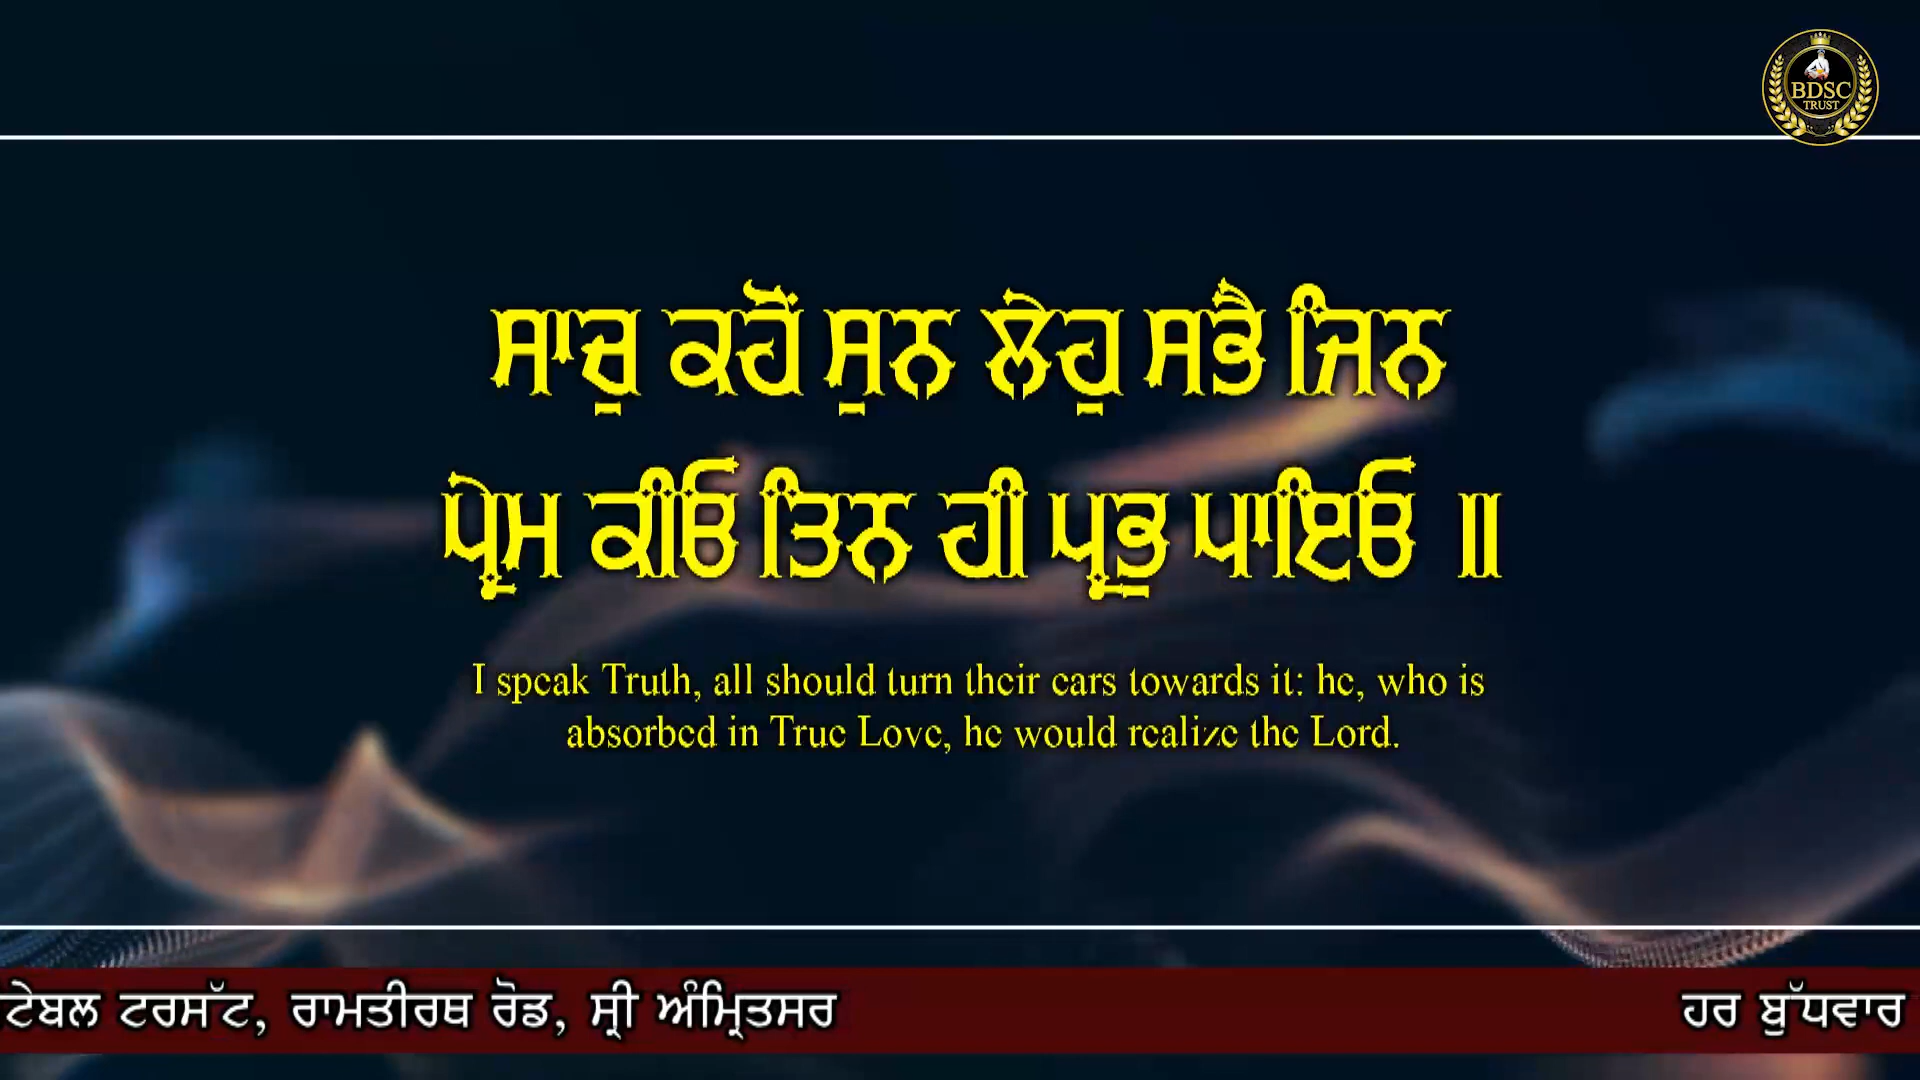 BDSC
TRUST
ਸਾਚੁ ਕਹੋਂ ਸੁਨ ਲੇਹੁ ਸਭੈ ਜਿਨ
ਪ੍ਰੇਮ ਕੀਓ ਤਿਨ ਹੀ ਪ੍ਰਭੁ ਪਾਇਓ ॥
I speak Truth, all should turn their ears towards it: he, who is
absorbed in True Love, he would realize the Lord.
ਟੇਬਲ ਟਰਸੱਟ, ਰਾਮਤੀਰਥ ਰੋਡ, ਸ੍ਰੀ ਅੰਮ੍ਰਿਤਸਰ ਹਰ ਬੁੱਧਵਾਰ